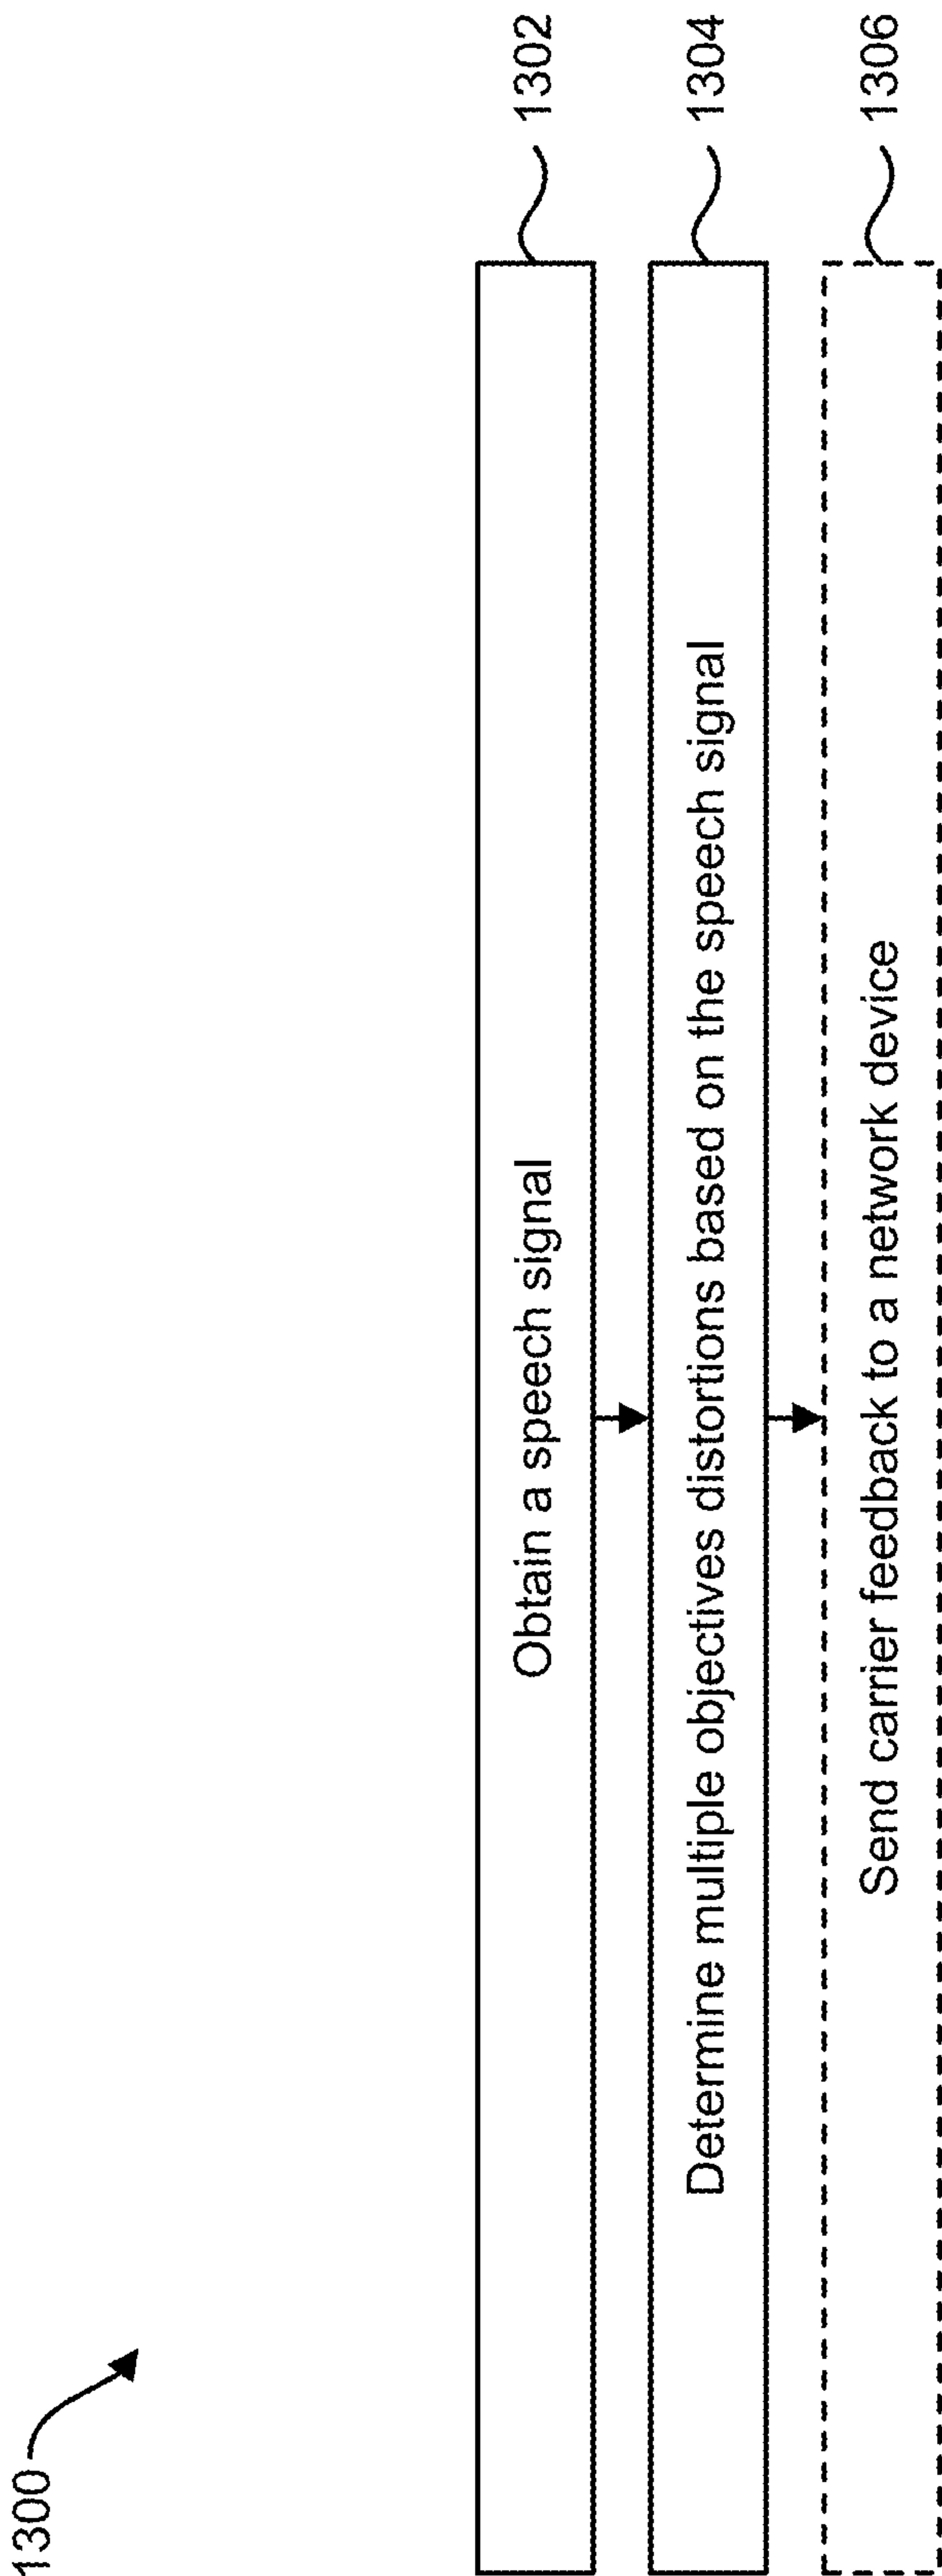 1300
Obtain a speech signal
1302
Determine multiple objectives distortions based on the speech signal
1304
Send carrier feedback to a network device
1306